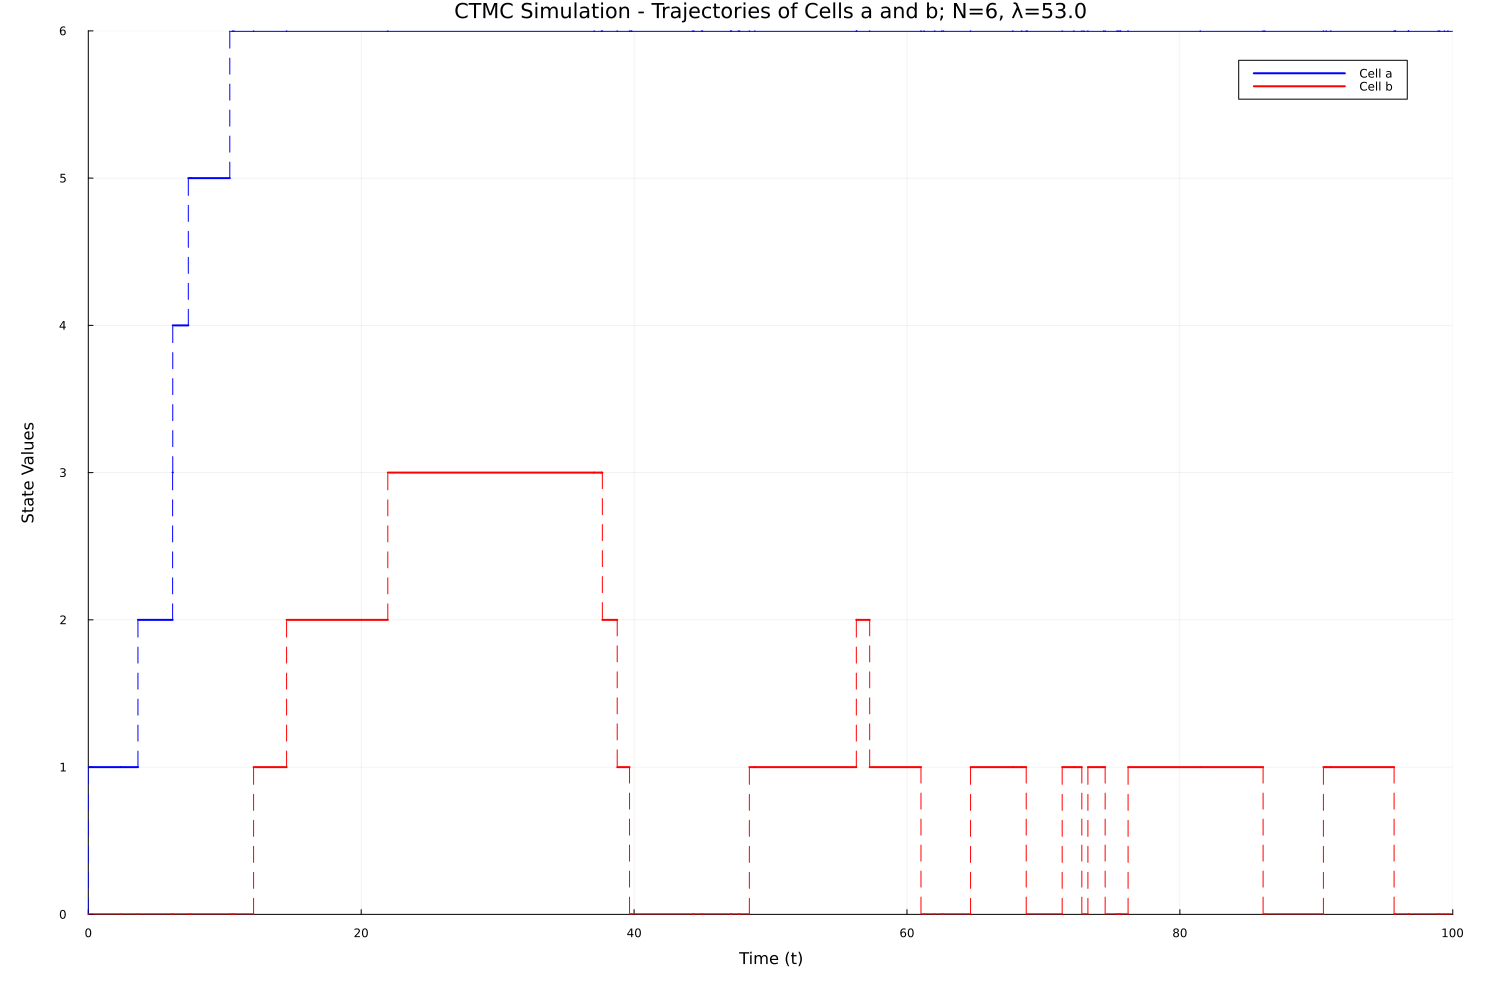 CTMC Simulation - Trajectories of Cells a and b; N=6, λ=53.0
6
Cell a
Cell b
5
4
State Values
3
2
1
0
0 20 40 60 80 100
Time (t)